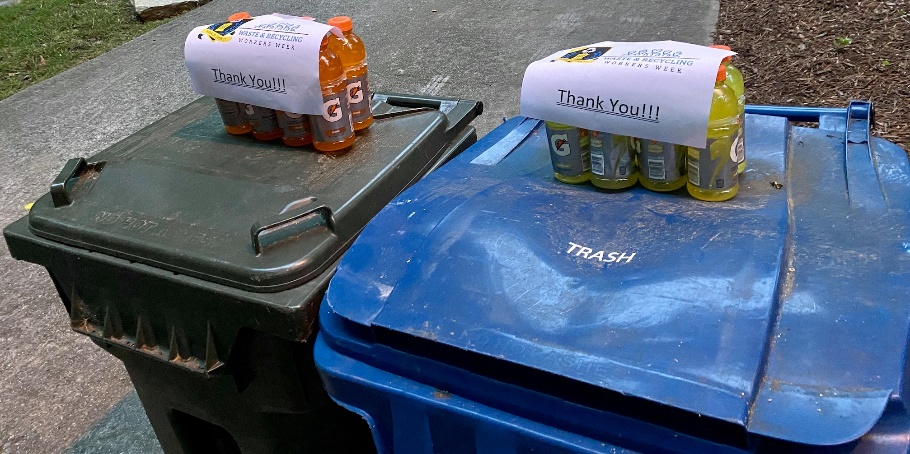 WASTE & RECYCLING
WORKERS WEEK
Thank You!!!
G
G
WASTE & RECYCLING
WORKERS WEEK
Thank You!!!
G
G
TRASH